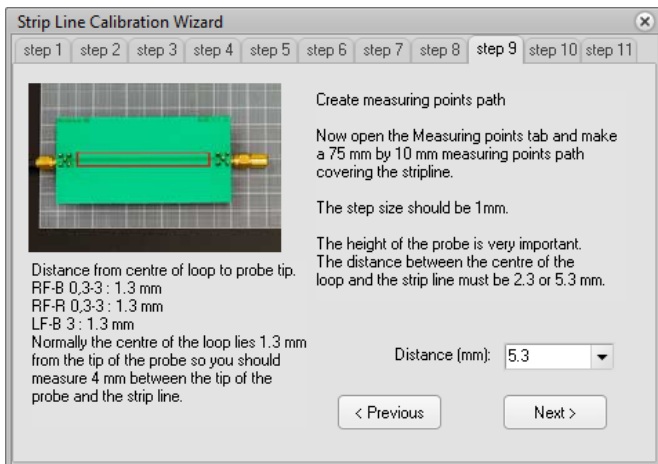 Strip Line Calibration Wizard
step 1 step 2 step 3 step 4 step 5 step 6 step 7 step 8 step 9 step 10 step 11
Create measuring points path
Now open the Measuring points tab and make
a 75 mm by 10 mm measuring points path
covering the stripline.
The step size should be 1mm.
The height of the probe is very important.
The distance between the centre of the
loop and the strip line must be 2.3 or 5.3 mm.
Distance from centre of loop to probe tip.
RF-B 0,3-3 : 1.3 mm
RF-R 0,3-3 : 1.3 mm
LF-B 3 : 1.3 mm
Normally the centre of the loop lies 1.3 mm
from the tip of the probe so you should
measure 4 mm between the tip of the
probe and the strip line.
Distance (mm): 5.3
< Previous Next >